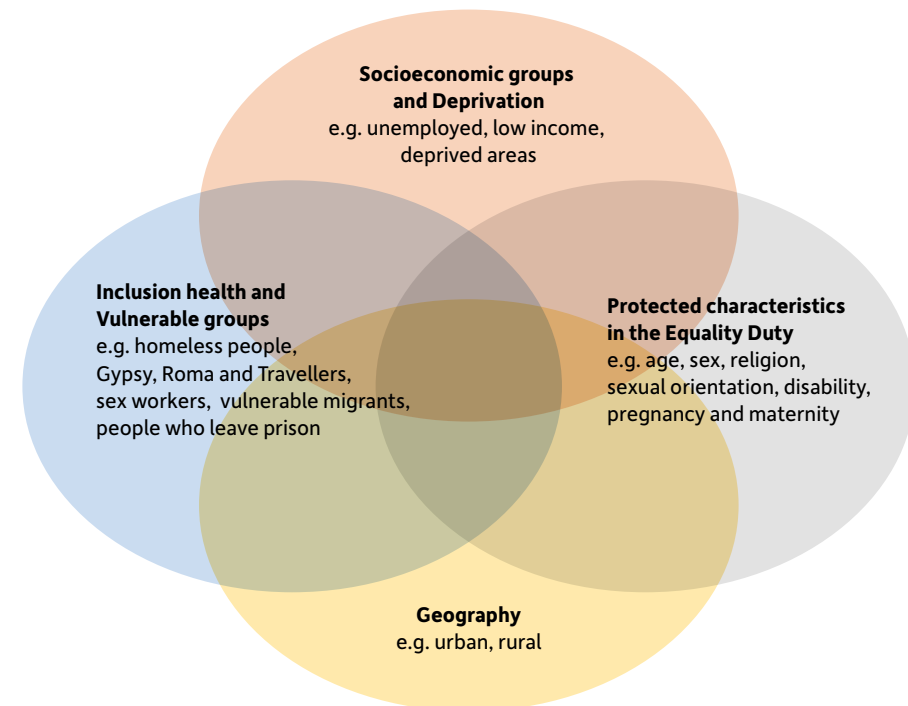 Socioeconomic groups
and Deprivation
e.g. unemployed, low income,
deprived areas
Inclusion health and
Vulnerable groups
e.g. homeless people,
Gypsy, Roma and Travellers,
sex workers, vulnerable migrants,
people who leave prison
Protected characteristics
in the Equality Duty
e.g. age, sex, religion,
sexual orientation, disability,
pregnancy and maternity
Geography
e.g. urban, rural